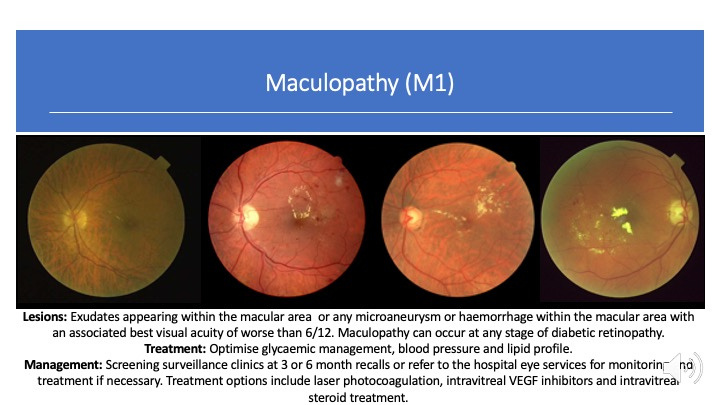 Maculopathy (M1)
Lesions: Exudates appearing within the macular area or any microaneurysm or haemorrhage within the macular area with
an associated best visual acuity of worse than 6/12. Maculopathy can occur at any stage of diabetic retinopathy.
Treatment: Optimise glycaemic management, blood pressure and lipid profile.
Management: Screening surveillance clinics at 3 or 6 month recalls or refer to the hospital eye services for monitoring and
treatment if necessary. Treatment options include laser photocoagulation, intravitreal VEGF inhibitors and intravitreal
steroid treatment.